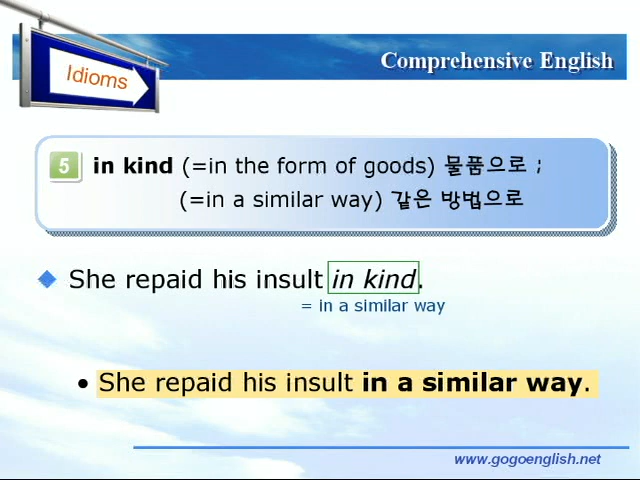 Idioms
Comprehensive English
5 in kind (=in the form of goods) 물품으로 ;
(=in a similar way) 같은 방법으로
She repaid his insult in kind.
= in a similar way
• She repaid his insult in a similar way.
www.gogoenglish.net